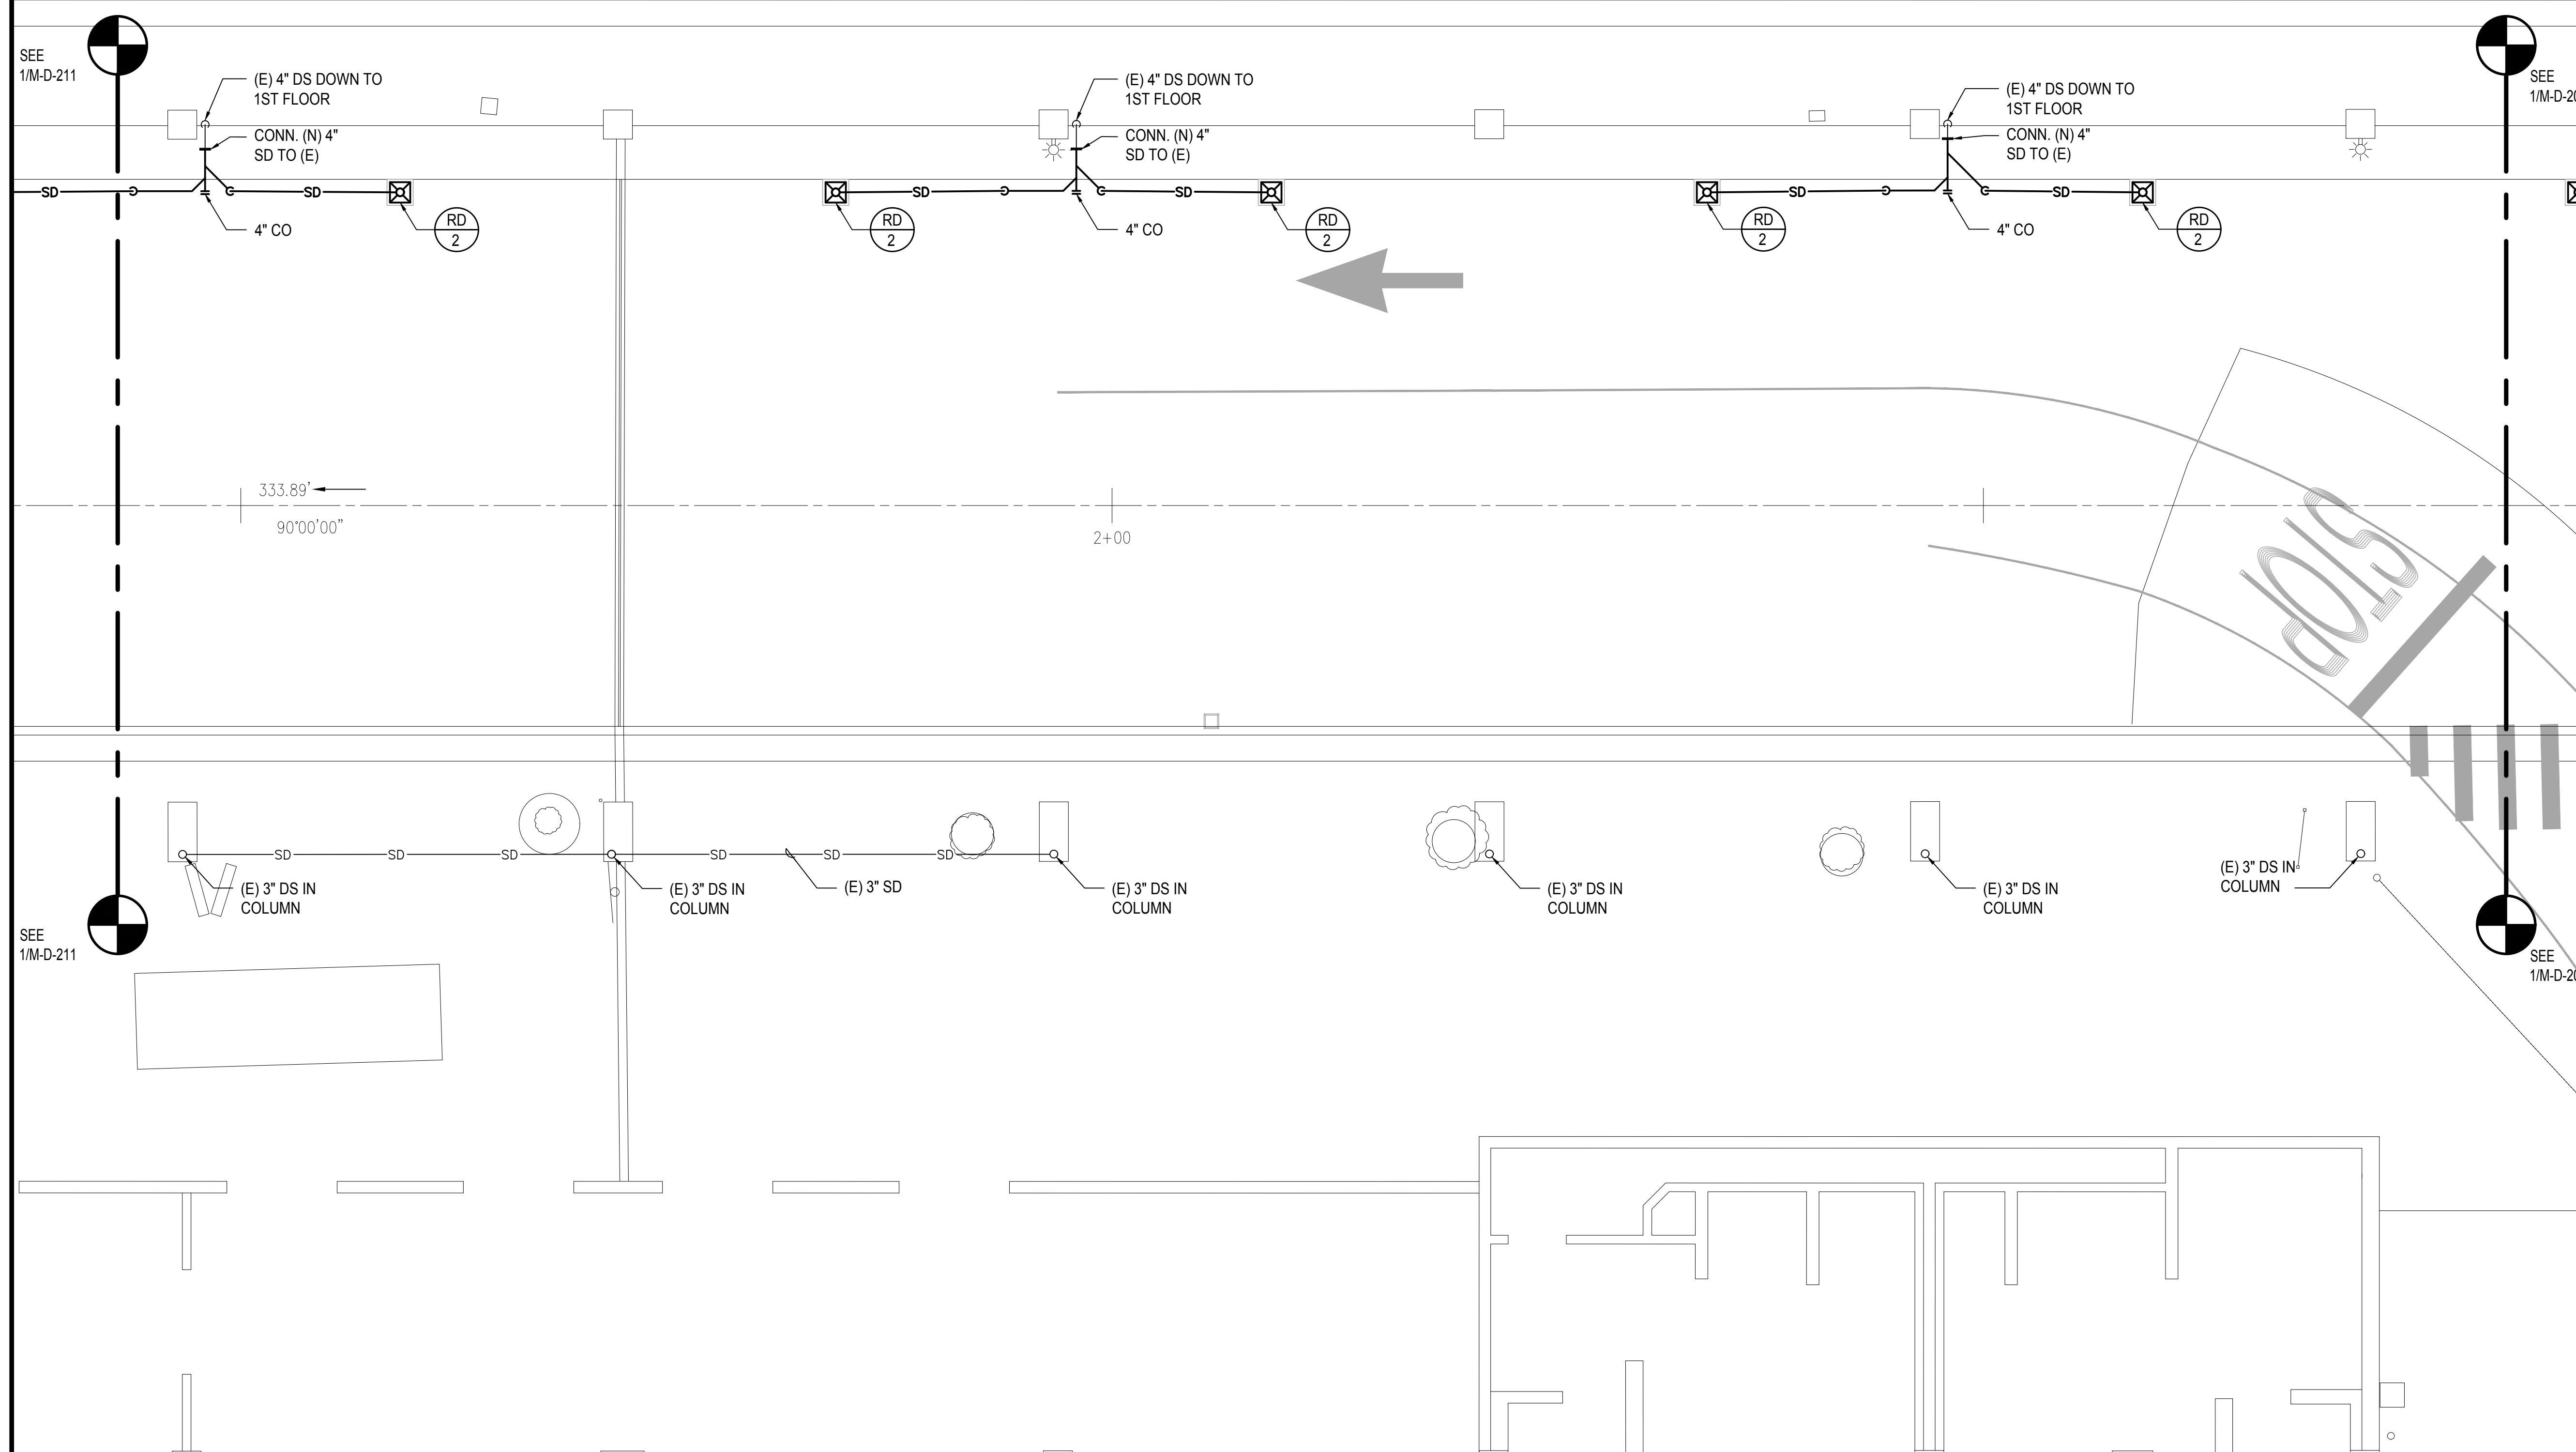 SEE
1/M-D-211
(E) 4" DS DOWN TO
1ST FLOOR
CONN. (N) 4"
SD TO (E)
SD
SD
4" CO
RD
2
(E) 4" DS DOWN TO
1ST FLOOR
CONN. (N) 4"
SD TO (E)
SD
SD
RD
2
4" CO
RD
2
(E) 4" DS DOWN TO
1ST FLOOR
CONN. (N) 4"
SD TO (E)
SD
SD
RD
2
4" CO
RD
2
SEE
1/M-D-20
333.89'
90°00'00"
2+00
STOP
SD
SD
SD
SD
SD
SD
(E) 3" DS IN
COLUMN
(E) 3" DS IN
COLUMN
(E) 3" SD
(E) 3" DS IN
COLUMN
(E) 3" DS IN
COLUMN
(E) 3" DS IN
COLUMN
(E) 3" DS IN
COLUMN
SEE
1/M-D-211
SEE
1/M-D-20